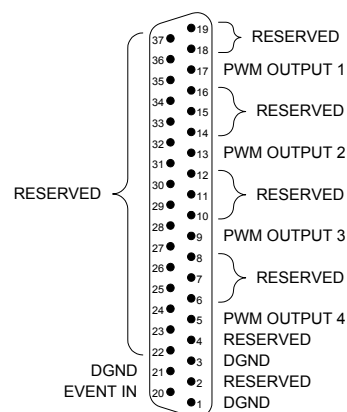 19
37
RESERVED
18
36
17 PWM OUTPUT 1
35
16
34
15 RESERVED
33
14
32
13 PWM OUTPUT 2
31
12
30
RESERVED
11 RESERVED
29
10
28
9 PWM OUTPUT 3
27
8
26
7 RESERVED
25
6
24
5 PWM OUTPUT 4
23
4 RESERVED
22
3 DGND
DGND 21
2 RESERVED
EVENT IN 20
1 DGND